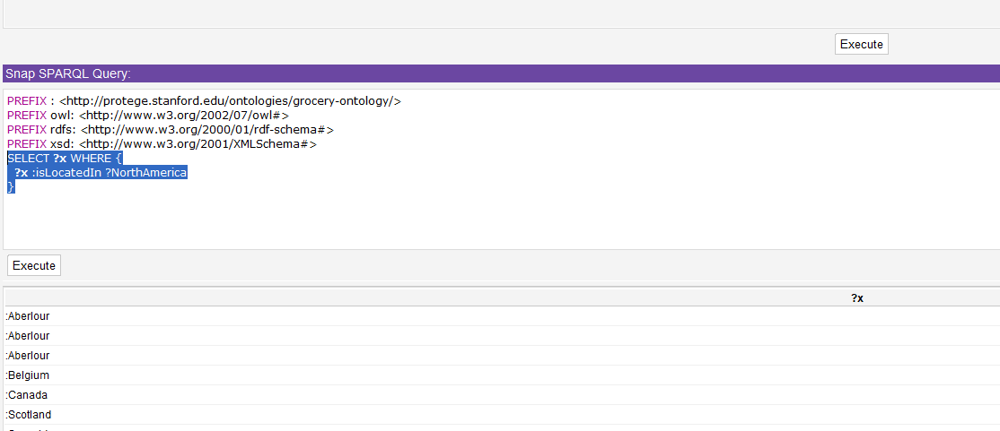 Execute
Snap SPARQL Query:
PREFIX : <http://protege.stanford.edu/ontologies/grocery-ontology/>
PREFIX owl: <http://www.w3.org/2002/07/owl#>
PREFIX rdfs: <http://www.w3.org/2000/01/rdf-schema#>
PREFIX xsd: <http://www.w3.org/2001/XMLSchema#>
SELECT ?x WHERE {
?x :isLocatedIn ?NorthAmerica
}
Execute
?x
:Aberlour
:Aberlour
:Aberlour
:Belgium
:Canada
:Scotland